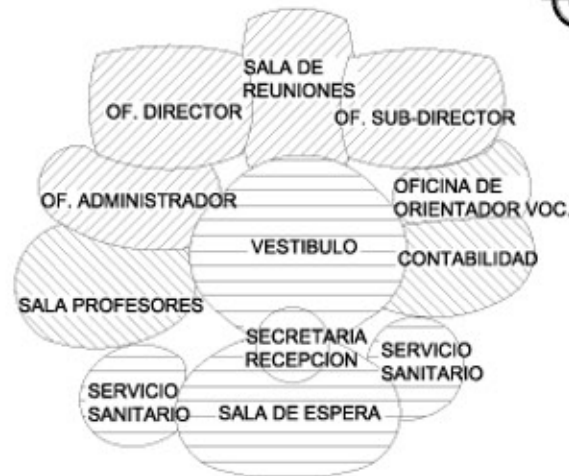 SALA DE
REUNIONES
OF. DIRECTOR
OF. SUB-DIRECTOR
OF. ADMINISTRADOR
OFICINA DE
ORIENTADOR VOC.
VESTIBULO
CONTABILIDAD
SALA PROFESORES
SECRETARIA
RECEPCION
SERVICIO
SANITARIO
SERVICIO
SANITARIO
SALA DE ESPERA